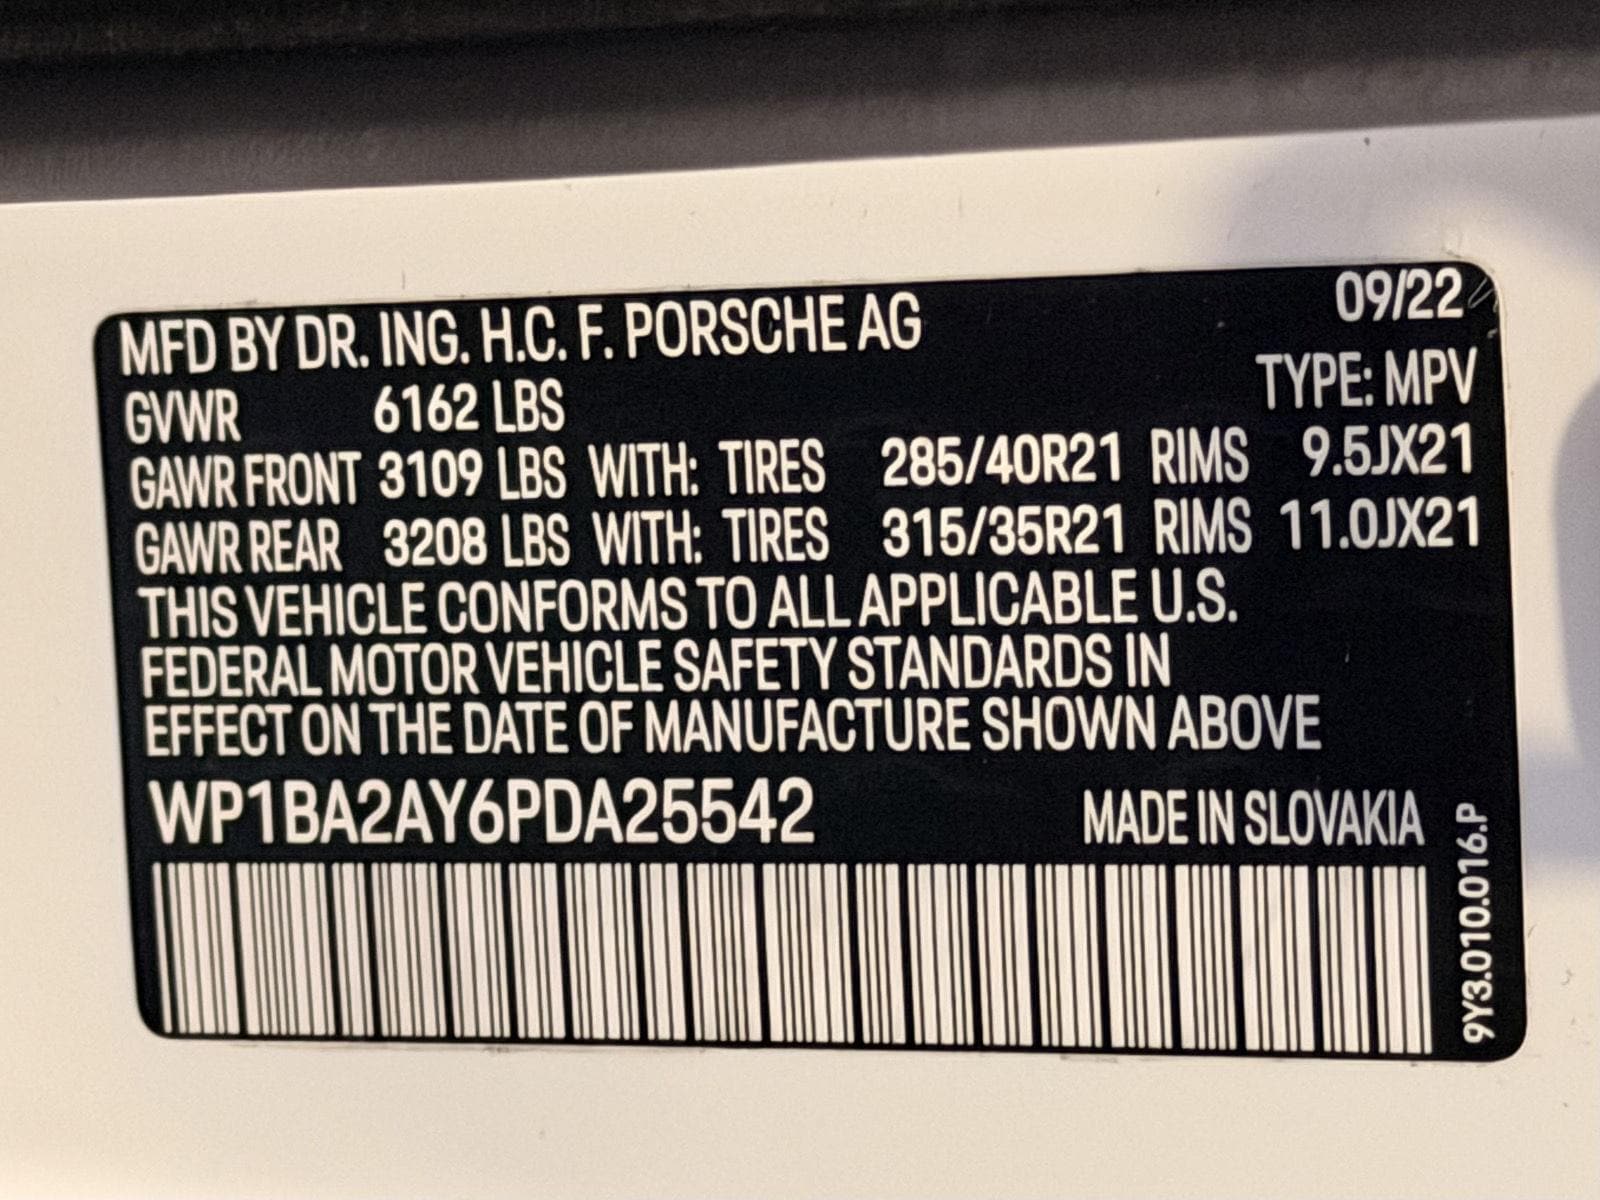 MFD BY DR. ING. H.C. F. PORSCHE AG 09/22
GVWR 6162 LBS TYPE: MPV
GAWR FRONT 3109 LBS WITH: TIRES 285/40R21 RIMS 9.5JX21
GAWR REAR 3208 LBS WITH: TIRES 315/35R21 RIMS 11.0JX21
THIS VEHICLE CONFORMS TO ALL APPLICABLE U.S.
FEDERAL MOTOR VEHICLE SAFETY STANDARDS IN
EFFECT ON THE DATE OF MANUFACTURE SHOWN ABOVE
WP1BA2AY6PDA25542 MADE IN SLOVAKIA
9Y3.010.016.P